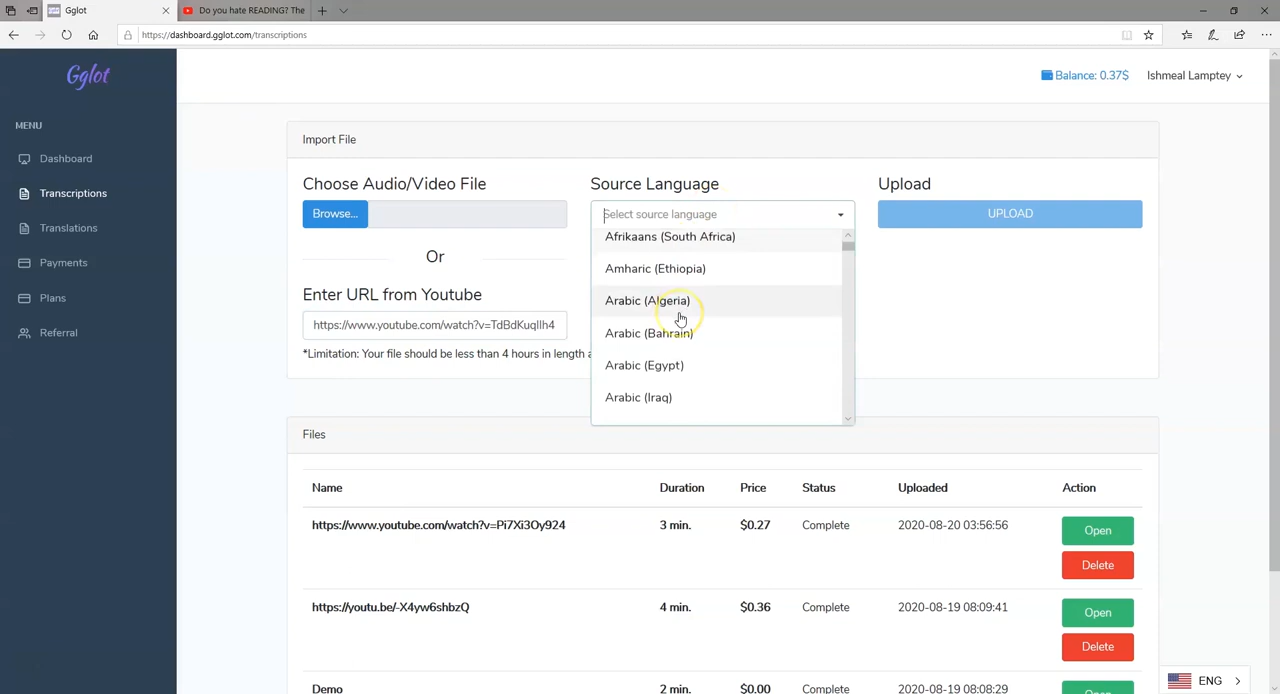 Gglot
Do you hate READING? The
https://dashboard.gglot.com/transcriptions
Gglot
Balance: 0.37$
Ishmeal Lamptey
MENU
Dashboard
Transcriptions
Translations
Payments
Plans
Referral
Import File
Choose Audio/Video File
Source Language
Upload
Browse...
Select source language
UPLOAD
Or
Afrikaans (South Africa)
Amharic (Ethiopia)
Arabic (Algeria)
Arabic (Bahrain)
Arabic (Egypt)
Arabic (Iraq)
Enter URL from Youtube
*Limitation: Your file should be less than 4 hours in length
Files
Name Duration Price Status Uploaded Action
https://www.youtube.com/watch?v=Pi7Xi3Oy924 3 min. $0.27 Complete 2020-08-20 03:56:56 Open
Delete
https://youtu.be/-X4yw6shbzQ 4 min. $0.36 Complete 2020-08-19 08:09:41 Open
Delete
Demo 2 min. $0.00 Complete 2020-08-19 08:08:29 Open
ENG